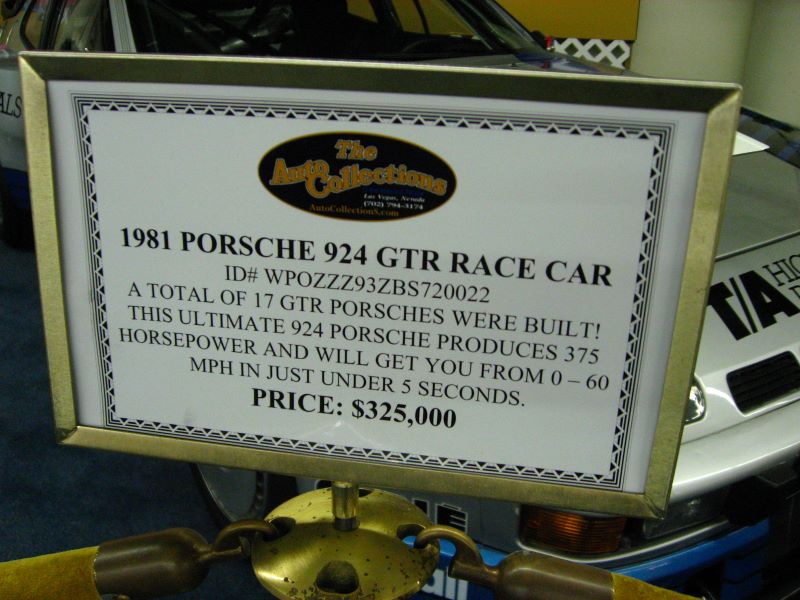 The
Auto Collections
Las Vegas, Nevada
(702) 794-3174
AutoCollectionS.com
1981 PORSCHE 924 GTR RACE CAR
ID# WPOZZZ93ZBS720022
A TOTAL OF 17 GTR PORSCHES WERE BUILT!
THIS ULTIMATE 924 PORSCHE PRODUCES 375
HORSEPOWER AND WILL GET YOU FROM 0 – 60
MPH IN JUST UNDER 5 SECONDS.
PRICE: $325,000
ALS
T/A HIG